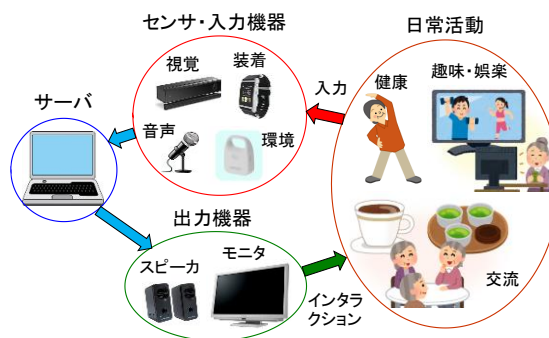 センサ・入力機器
日常活動
視覚
装着
入力
健康
趣味・娯楽
サーバ
音声
環境
出力機器
スピーカ
モニタ
インタラ
クション
交流